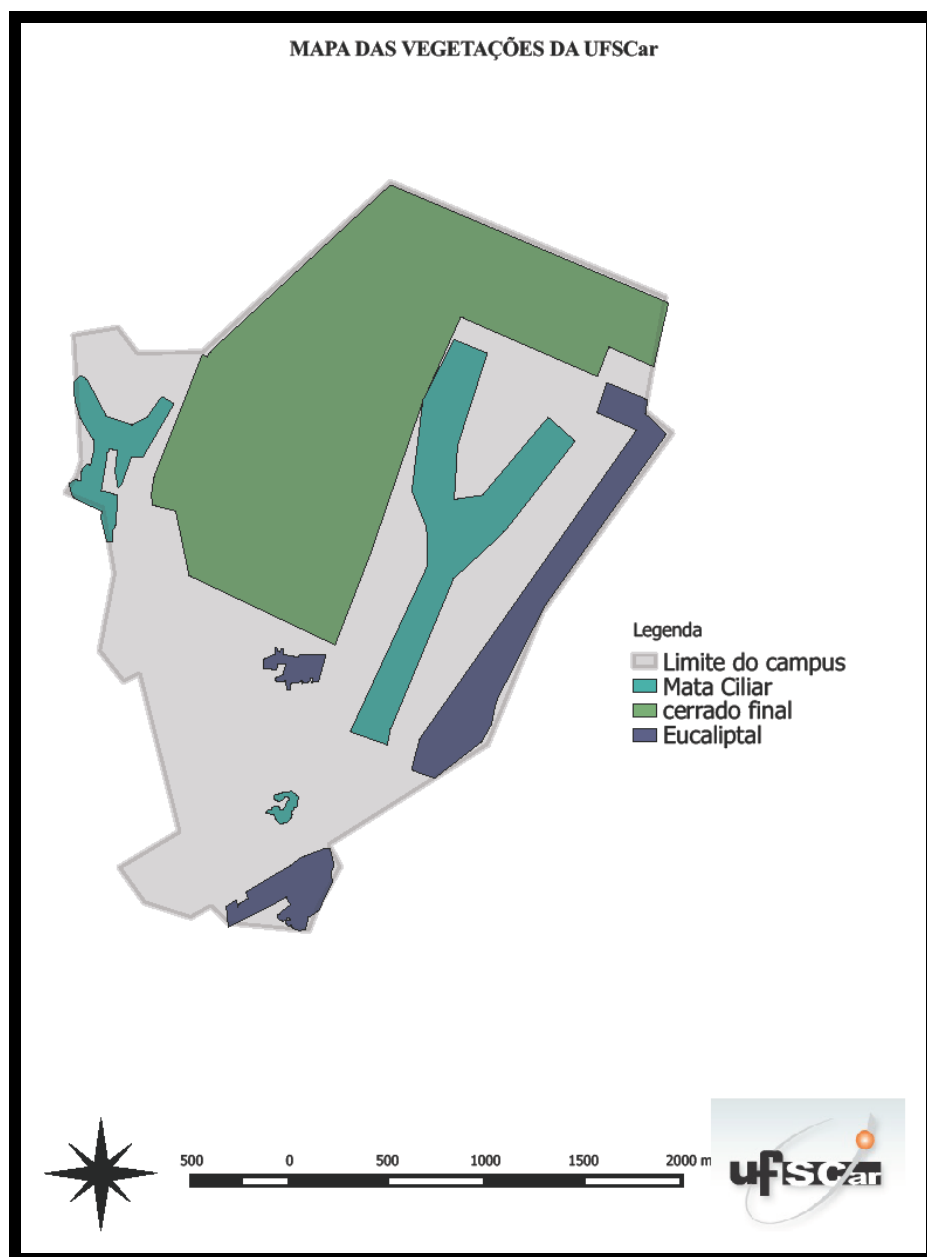 MAPA DAS VEGETAÇÕES DA UFSCar
Legenda
Limite do campus
Mata Ciliar
cerrado final
Eucaliptal
500 0 500 1000 1500 2000 m
ufscar